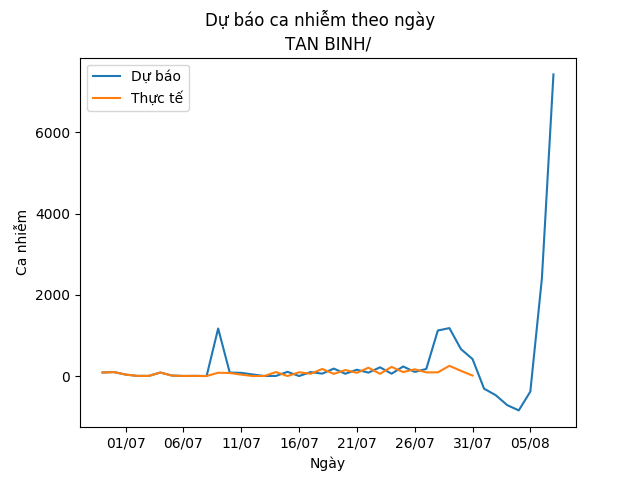 Dự báo ca nhiễm theo ngày
TAN BINH/
Dự báo
Thực tế
Ca nhiễm
6000
4000
2000
0
01/07 06/07 11/07 16/07 21/07 26/07 31/07 05/08
Ngày